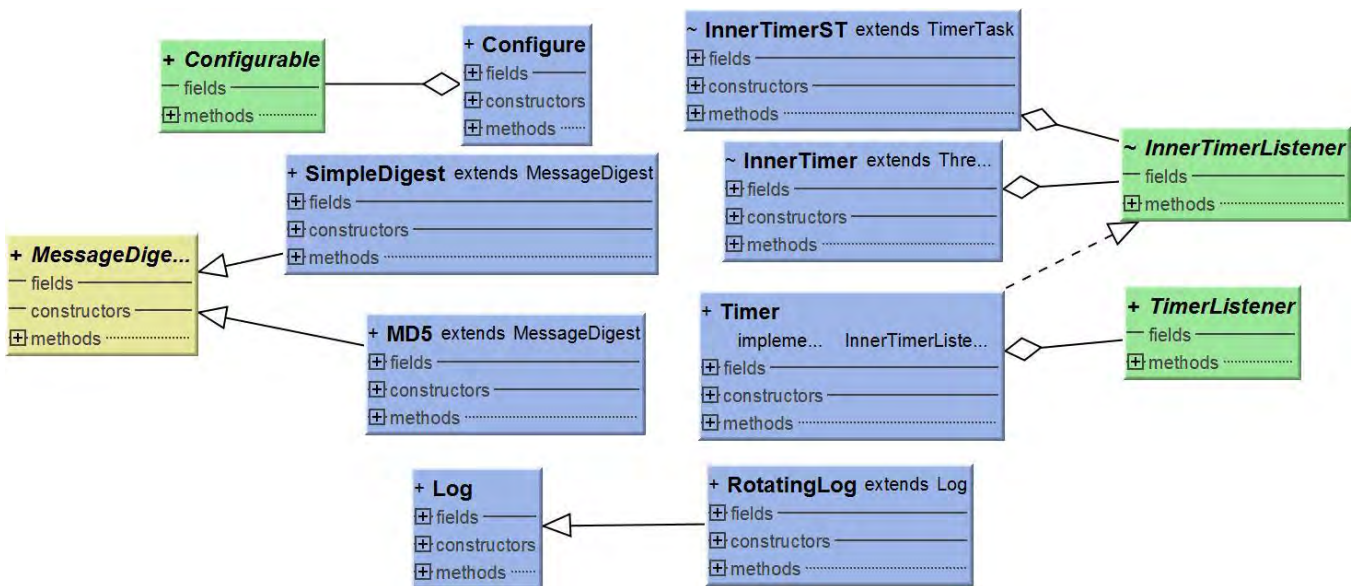 + Configurable
fields
methods
+ Configure
fields
constructors
methods
~ InnerTimerST extends TimerTask
fields
constructors
methods
~ InnerTimerListener
fields
methods
~ InnerTimer extends Thre...
fields
constructors
methods
+ SimpleDigest extends MessageDigest
fields
constructors
methods
+ MessageDige...
fields
constructors
methods
+ MD5 extends MessageDigest
fields
constructors
methods
+ Timer
impleme... InnerTimerListe...
fields
constructors
methods
+ TimerListener
fields
methods
+ Log
fields
constructors
methods
+ RotatingLog extends Log
fields
constructors
methods